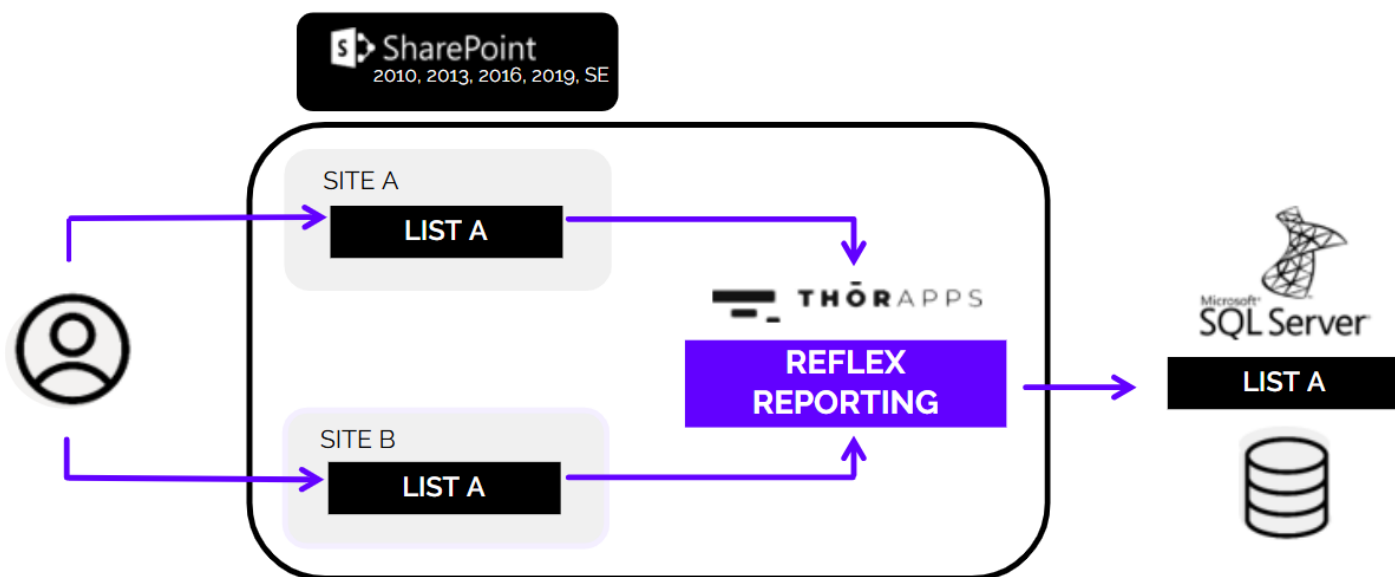 SharePoint
2010, 2013, 2016, 2019, SE
SITE A
LIST A
THŌRAPPS
REFLEX
REPORTING
Microsoft
SQL Server
LIST A
SITE B
LIST A